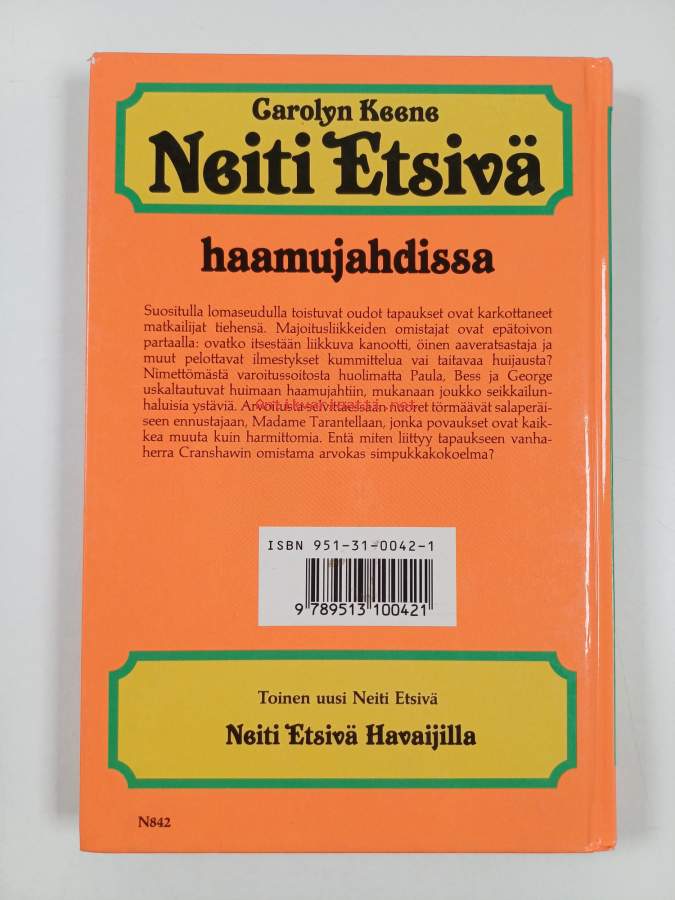 Carolyn Keene
Neiti Etsivä
haamujahdissa
Suositulla lomaseudulla toistuvat oudot tapaukset ovat karkottaneet
matkailijat tiehensä. Majoitusliikkeiden omistajat ovat epätoivon
partaalla: ovatko itsestään liikkuva kanootti, öinen aaveratsastaja ja
muut pelottavat ilmestykset kummittelua vai taitavaa huijausta?
Nimettömästä varoitussoitosta huolimatta Paula, Bess ja George
uskaltautuvat huimaan haamujahtiin, mukanaan joukko seikkailun-
haluisia ystäviä. Arvoitusta selvittäessään nuoret törmäävät salaperäi-
seen ennustajaan, Madame Tarantellaan, jonka povaukset ovat kaik-
kea muuta kuin harmittomia. Entä miten liittyy tapaukseen vanha-
herra Cranshawin omistama arvokas simpukkakokoelma?
ISBN 951-31-0042-1
9 789513 100421
Toinen uusi Neiti Etsivä
Neiti Etsivä Havaijilla
N842